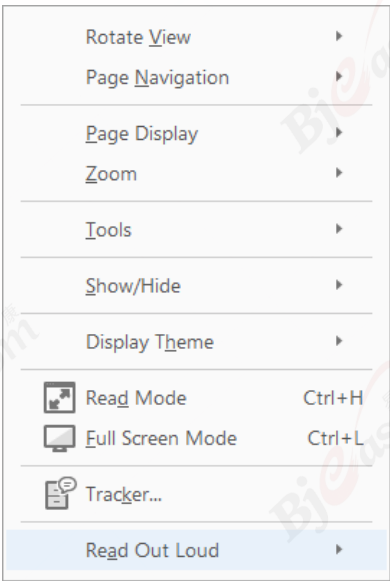 Rotate View
Page Navigation
Page Display
Zoom
Tools
Show/Hide
Display Theme
Read Mode Ctrl+H
Full Screen Mode Ctrl+L
Tracker...
Read Out Loud